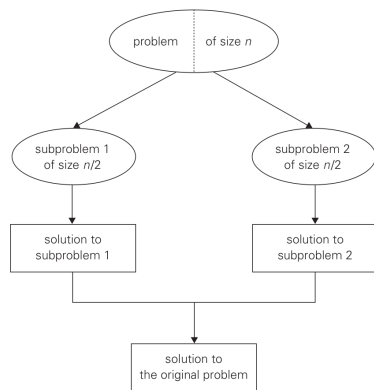 problem of size n
subproblem 1
of size n/2
subproblem 2
of size n/2
solution to
subproblem 1
solution to
subproblem 2
solution to
the original problem